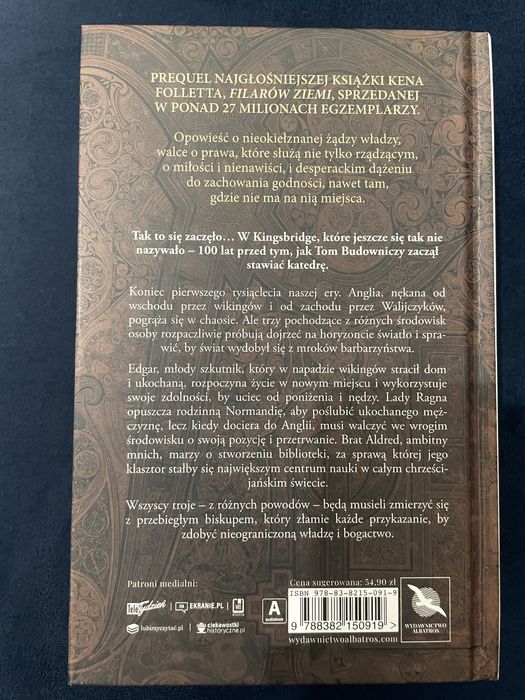 PREQUEL NAJGŁOŚNIEJSZEJ KSIĄŻKI KENA
FOLLETTA, FILARÓW ZIEMI, SPRZEDANEJ
W PONAD 27 MILIONACH EGZEMPLARZY.
Opowieść o nieokiełznanej żądzy władzy,
walce o prawa, które służą nie tylko rządzącym,
o miłości i nienawiści, i desperackim dążeniu
do zachowania godności, nawet tam,
gdzie nie ma na nią miejsca.
Tak to się zaczęło... W Kingsbridge, które jeszcze się tak nie
nazywało – 100 lat przed tym, jak Tom Budowniczy zaczął
stawiać katedrę.
Koniec pierwszego tysiąclecia naszej ery. Anglia, nękana od
wschodu przez wikingów i od zachodu przez Walijczyków,
pogrąża się w chaosie. Ale trzy pochodzące z różnych środowisk
osoby rozpaczliwie próbują dojrzeć na horyzoncie światło i spra-
wić, by świat wydobył się z mroków barbarzyństwa.
Edgar, młody szkutnik, który w napadzie wikingów stracił dom
i ukochaną, rozpoczyna życie w nowym miejscu i wykorzystuje
swoje zdolności, by uciec od poniżenia i nędzy. Lady Ragna
opuszcza rodzinną Normandię, aby poślubić ukochanego męż-
czyznę, lecz kiedy dociera do Anglii, musi walczyć we wrogim
środowisku o swoją pozycję i przetrwanie. Brat Aldred, ambitny
mnich, marzy o stworzeniu biblioteki, za sprawą której jego
klasztor stałby się największym centrum nauki w całym chrześci-
jańskim świecie.
Wszyscy troje – z różnych powodów – będą musieli zmierzyć się
z przebiegłym biskupem, który złamie każde przykazanie, by
zdobyć nieograniczoną władzę i bogactwo.
Patroni medialni:
Tele Tydzień
na EKRANIE.PL
A
audiobook
lubimyczytać.pl
ciekawostki
historyczne.pl
Cena sugerowana: 54,90 zł
ISBN 978-83-8215-091-9
9 788382 150919
wydawnictwoalbatros.com
WYDAWNICTWO
ALBATROS